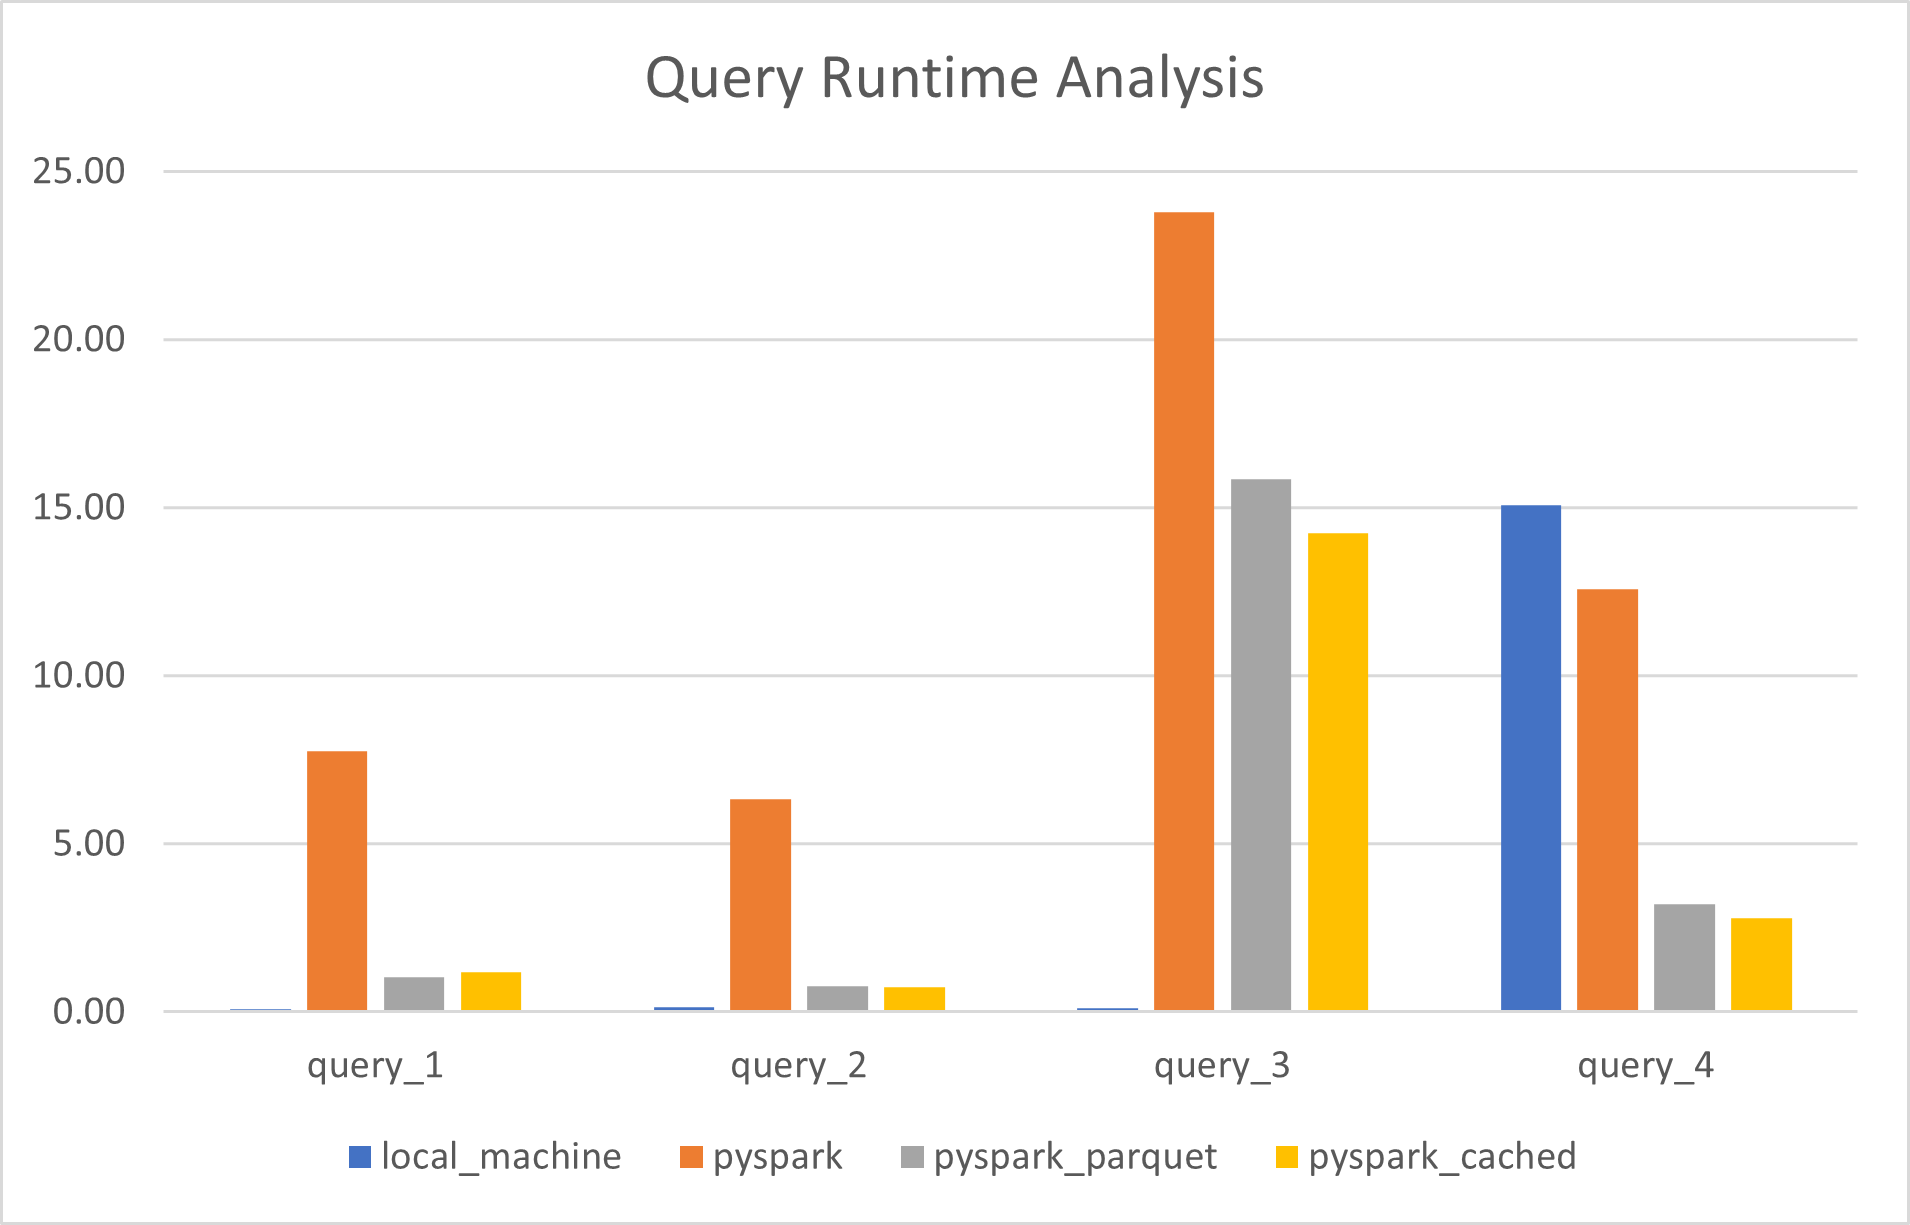 Query Runtime Analysis
25.00
20.00
15.00
10.00
5.00
0.00
query_1 query_2 query_3 query_4
local_machine pyspark pyspark_parquet pyspark_cached